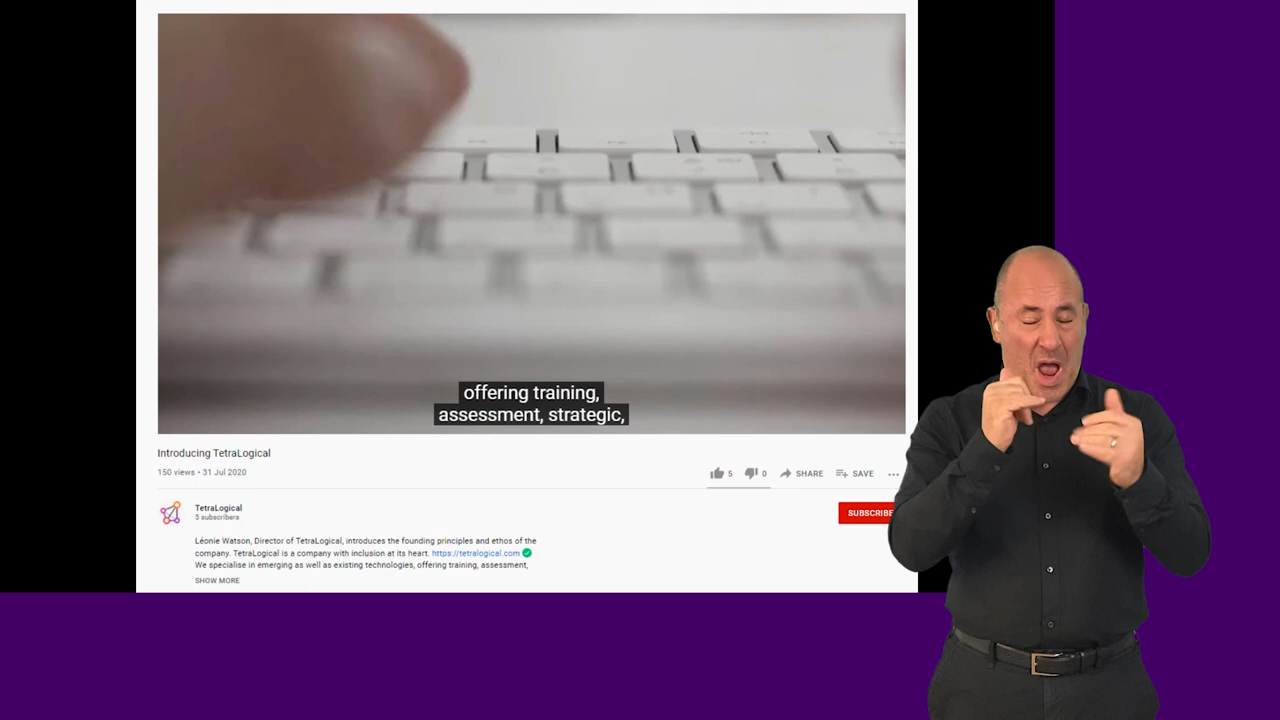 offering training,
assessment, strategic,
Introducing TetraLogical
150 views • 31 Jul 2020
5
0
SHARE
SAVE
TetraLogical
5 subscribers
SUBSCRIBE
Léonie Watson, Director of TetraLogical, introduces the founding principles and ethos of the
company. TetraLogical is a company with inclusion at its heart. https://tetralogical.com
We specialise in emerging as well as existing technologies, offering training, assessment,
SHOW MORE